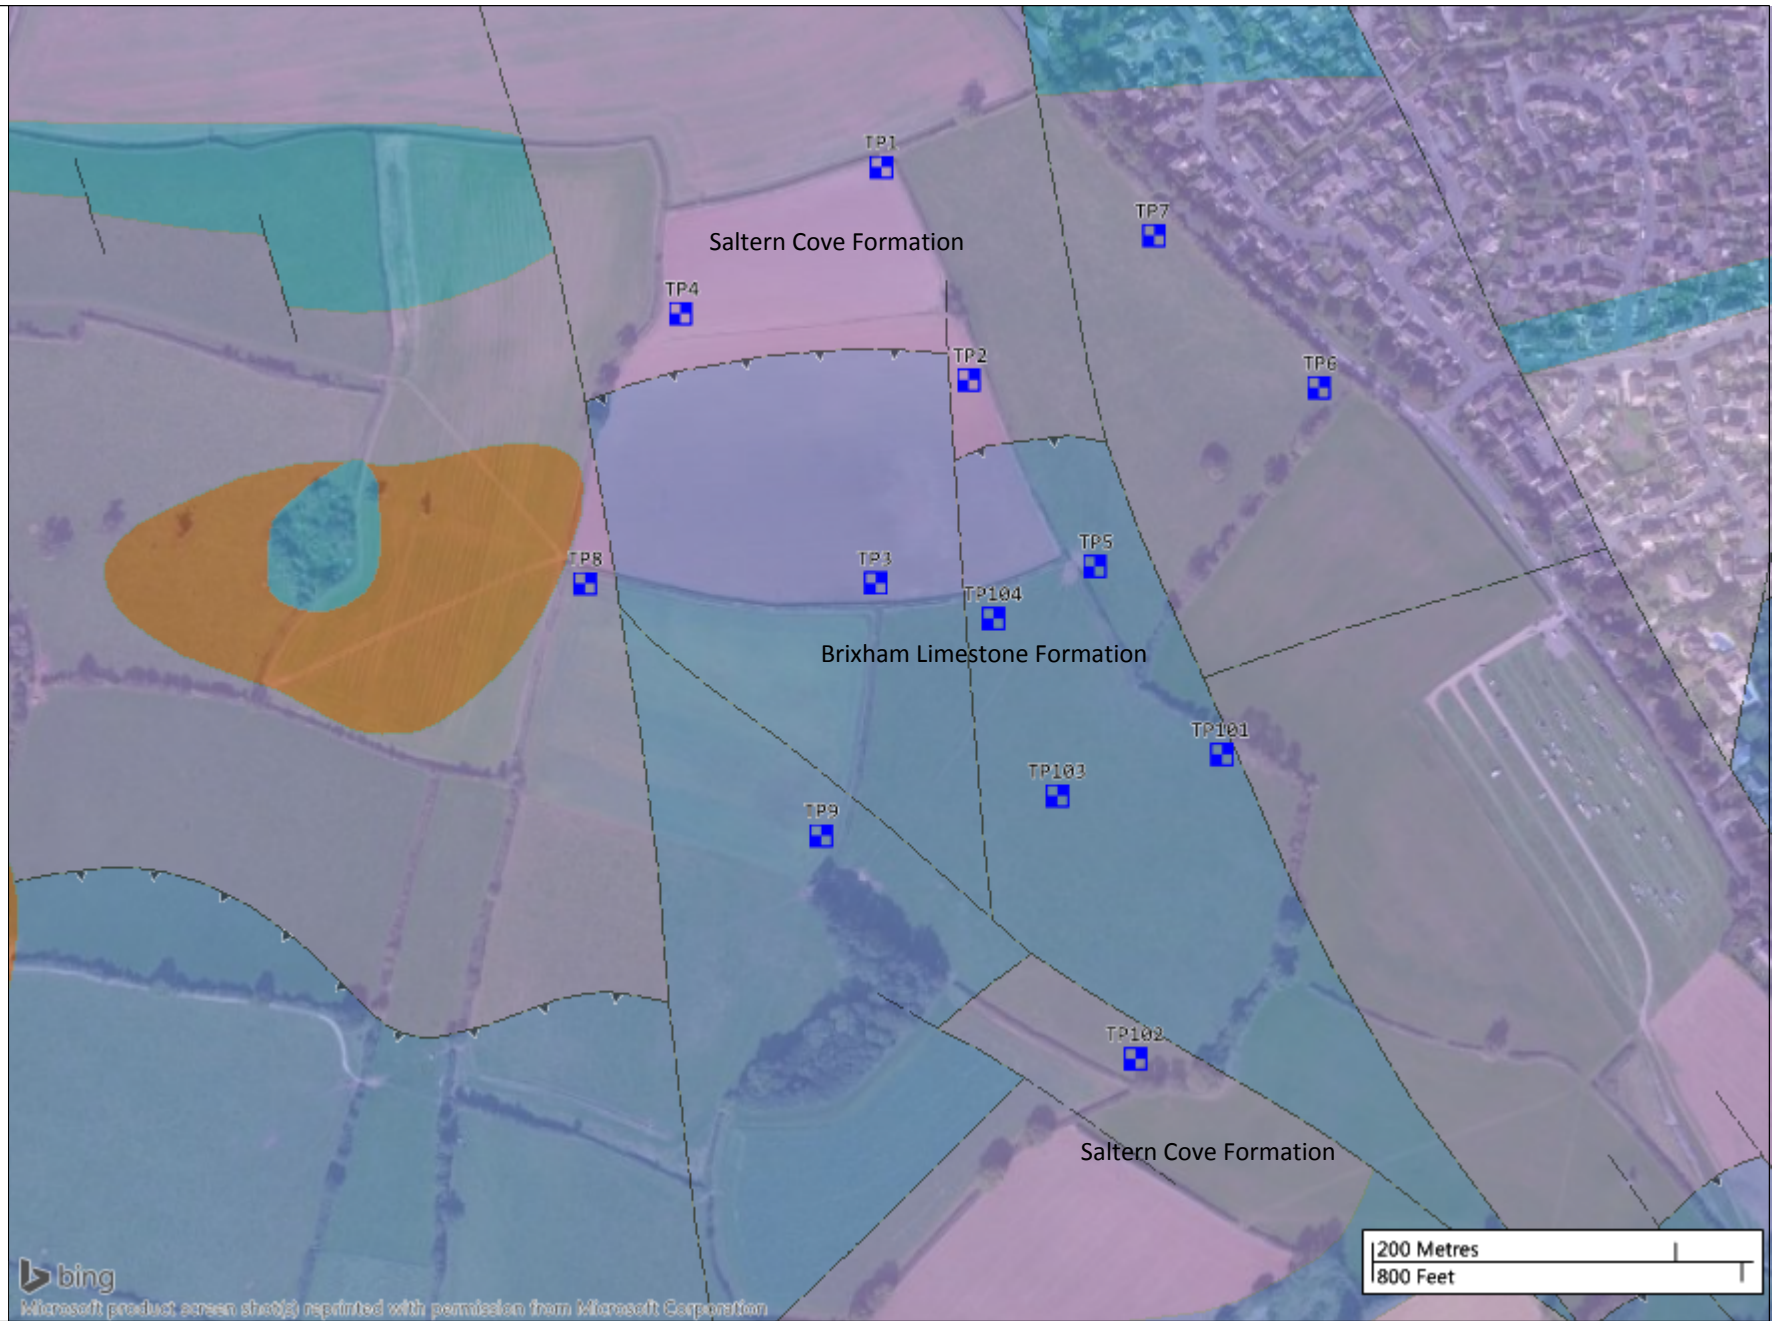 TP1
TP7
Saltern Cove Formation
TP4
TP2
TP6
TP5
TP8
TP3
TP104
Brixham Limestone Formation
TP101
TP103
TP9
TP102
Saltern Cove Formation
200 Metres
800 Feet
bing
Microsoft product screen shot(s) reprinted with permission from Microsoft Corporation